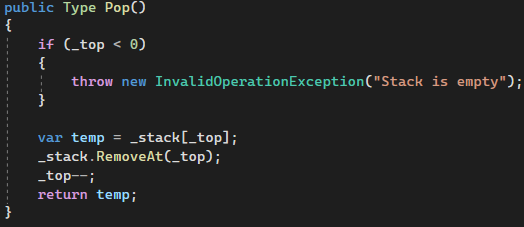 public Type Pop()
{
if (_top < 0)
{
throw new InvalidOperationException("Stack is empty");
}
var temp = _stack[_top];
_stack.RemoveAt(_top);
_top--;
return temp;
}